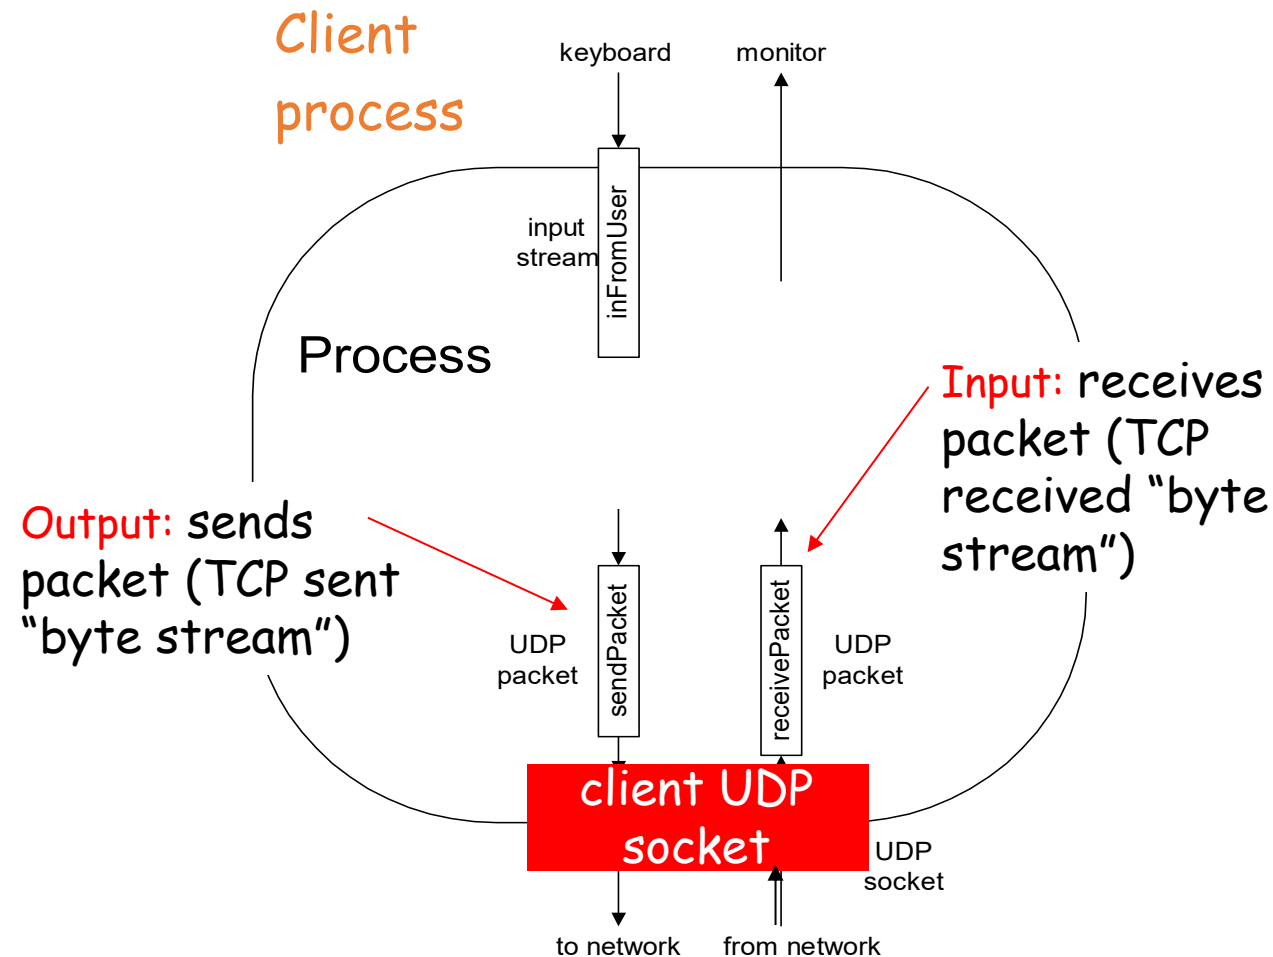 Client
process
keyboard
monitor
input
stream
inFromUser
Process
Input: receives
packet (TCP
received “byte
stream”)
Output: sends
packet (TCP sent
“byte stream”)
UDP
packet
sendPacket
receivePacket
UDP
packet
client UDP
socket
UDP
socket
to network
from network